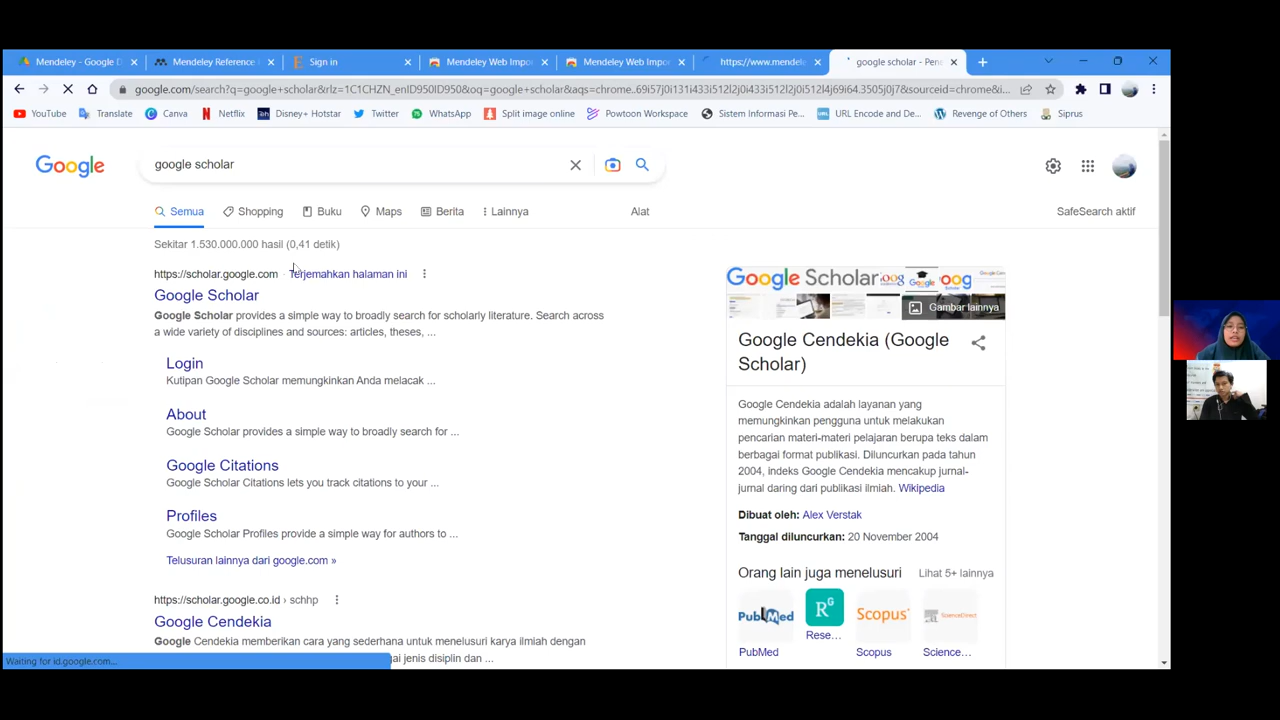 Mendeley - Google D
Mendeley Reference
Sign in
Mendeley Web Impor
Mendeley Web Impor
https://www.mendele
google scholar - Pene
google.com/search?q=google+scholar&rlz=1C1CHZN_enID950ID950&oq=google+scholar&aqs=chrome..69i57j0i131i433i512l2j0i433i512l2j0i512l4j69i64.3505j0j7&sourceid=chrome&i...
YouTube
Translate
Canva
Netflix
Disney+ Hotstar
Twitter
WhatsApp
Split image online
Powtoon Workspace
Sistem Informasi Pe...
URL Encode and De...
Revenge of Others
Siprus
Google
google scholar
Semua
Shopping
Buku
Maps
Berita
Lainnya
Alat
SafeSearch aktif
Sekitar 1.530.000.000 hasil (0,41 detik)
https://scholar.google.com · Terjemahkan halaman ini
Google Scholar
Google Scholar provides a simple way to broadly search for scholarly literature. Search across
a wide variety of disciplines and sources: articles, theses, ...
Login
Kutipan Google Scholar memungkinkan Anda melacak ...
About
Google Scholar provides a simple way to broadly search for ...
Google Citations
Google Scholar Citations lets you track citations to your ...
Profiles
Google Scholar Profiles provide a simple way for authors to ...
Telusuran lainnya dari google.com »
https://scholar.google.co.id › schhp
Google Cendekia
Google Cendekia memberikan cara yang sederhana untuk menelusuri karya ilmiah dengan
ai jenis disiplin dan ...
Google Scholar
Gambar lainnya
Google Cendekia (Google
Scholar)
Google Cendekia adalah layanan yang
memungkinkan pengguna untuk melakukan
pencarian materi-materi pelajaran berupa teks dalam
berbagai format publikasi. Diluncurkan pada tahun
2004, indeks Google Cendekia mencakup jurnal-
jurnal daring dari publikasi ilmiah. Wikipedia
Dibuat oleh: Alex Verstak
Tanggal diluncurkan: 20 November 2004
Orang lain juga menelusuri
Lihat 5+ lainnya
PubMed
RG
Scopus
ScienceDirect
PubMed
Rese...
Scopus
Science...
Waiting for id.google.com...